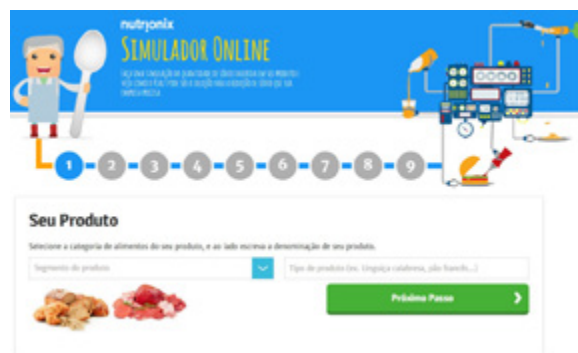 nutrjonix
SIMULADOR ONLINE
1 2 3 4 5 6 7 8 9
Seu Produto
Selecione a categoria de alimentos do seu produto, e ao lado escreva a denominação de seu produto.
Segmento do produto
Tipo de produto (ex. Linguiça calabresa, pão francês...)
Próximo Passo